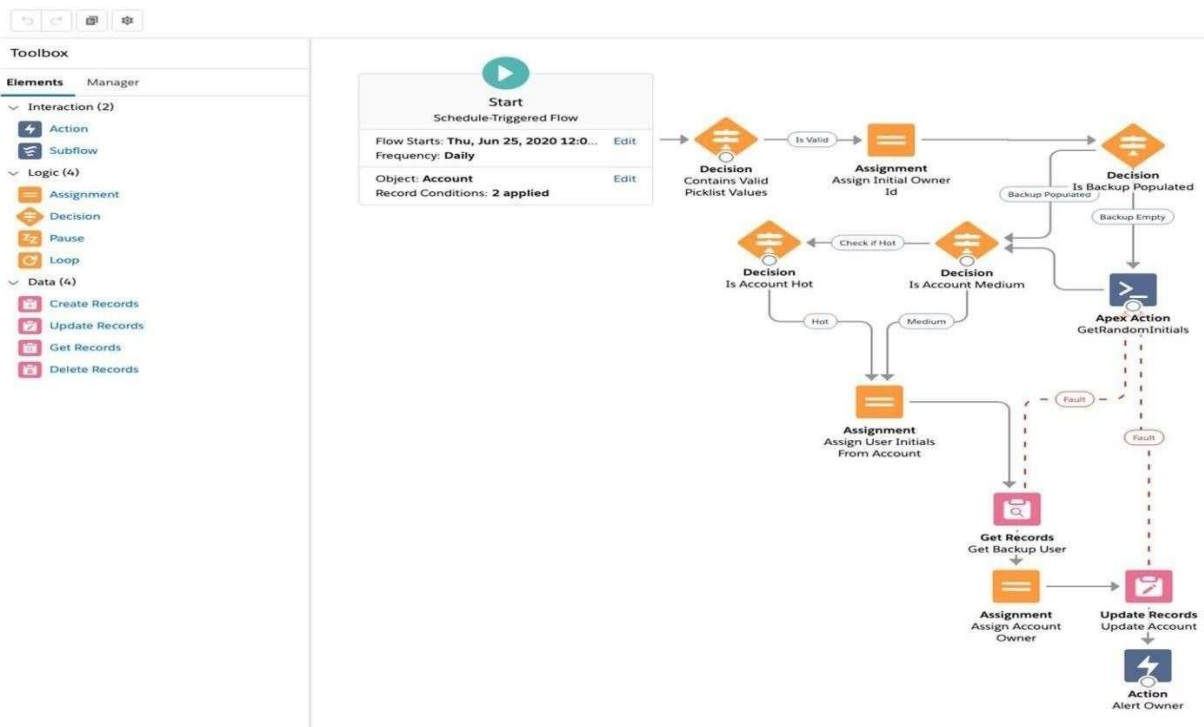 Toolbox
Elements Manager
Interaction (2)
Action
Subflow
Logic (4)
Assignment
Decision
Pause
Loop
Data (4)
Create Records
Update Records
Get Records
Delete Records
Start
Schedule-Triggered Flow
Flow Starts: Thu, Jun 25, 2020 12:0... Edit
Frequency: Daily
Object: Account Edit
Record Conditions: 2 applied
Decision
Contains Valid
Picklist Values
Is Valid
Assignment
Assign Initial Owner
Id
Decision
Is Backup Populated
Backup Populated
Backup Empty
Apex Action
GetRandomInitials
Decision
Is Account Medium
Check if Hot
Decision
Is Account Hot
Hot
Medium
Assignment
Assign User Initials
From Account
Fault
Fault
Get Records
Get Backup User
Assignment
Assign Account
Owner
Update Records
Update Account
Action
Alert Owner